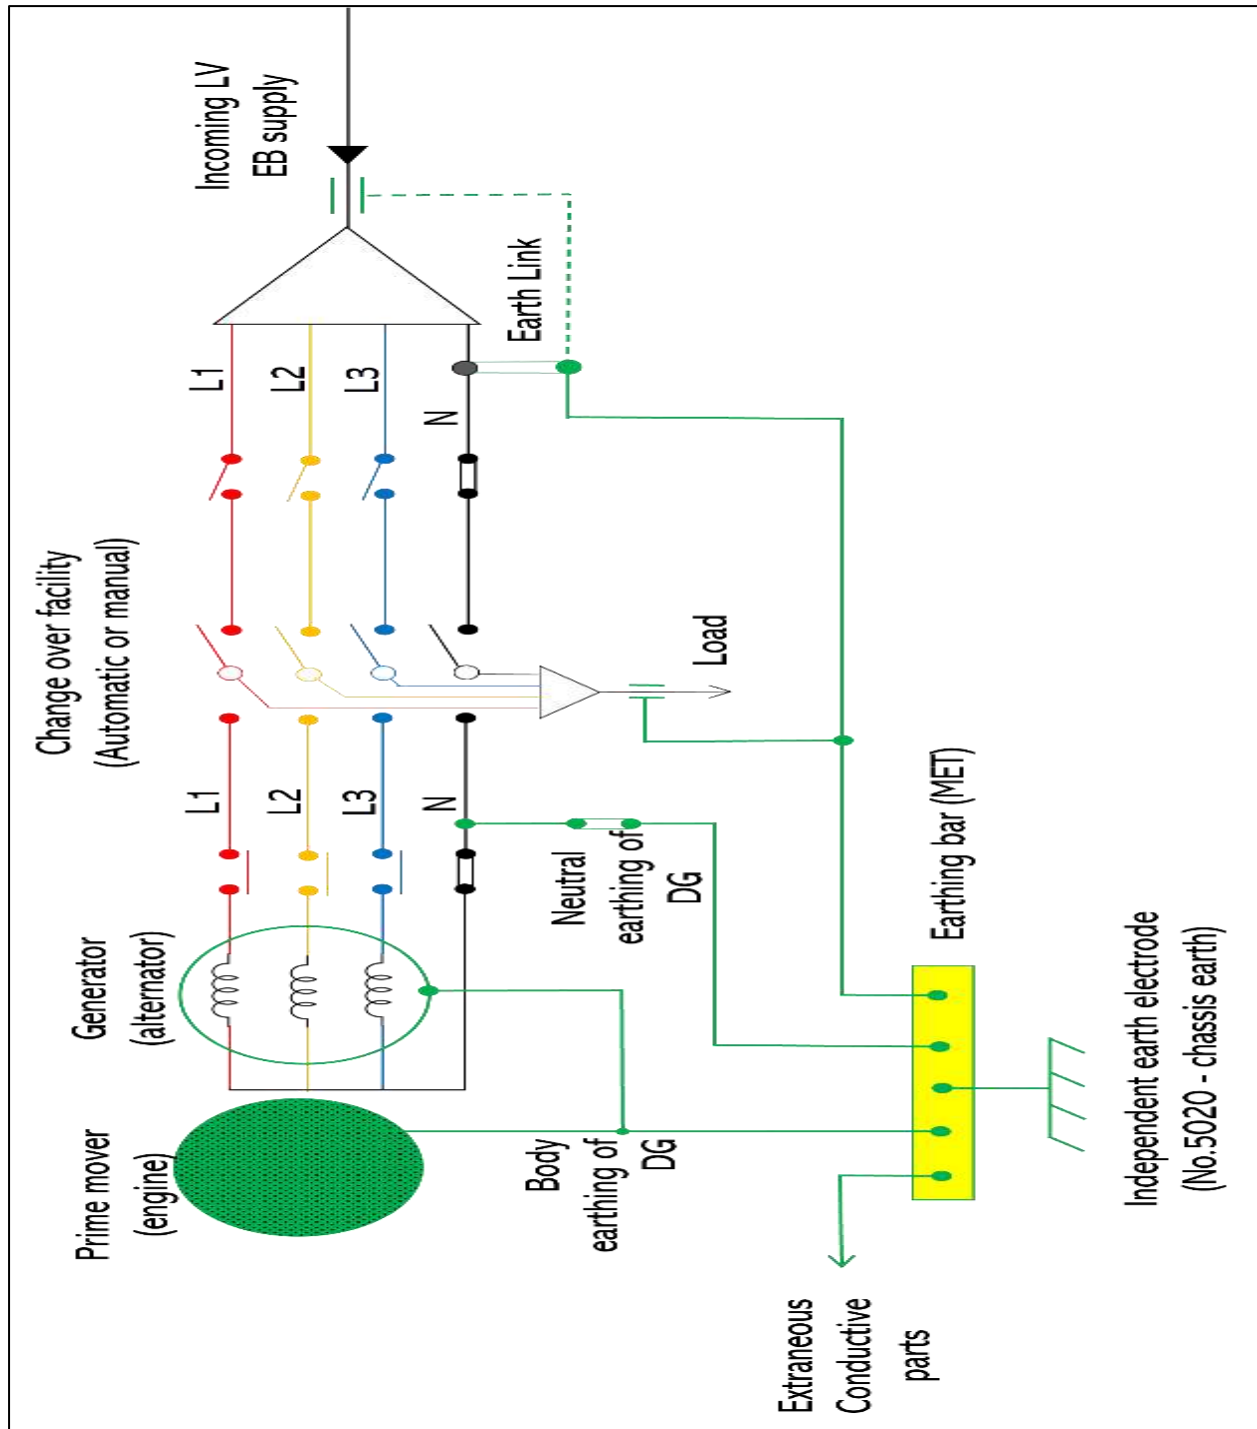 Incoming LV
EB supply
Earth Link
L1
L2
L3
N
Change over facility
(Automatic or manual)
Load
L1
L2
L3
N
Neutral
earthing of
DG
Generator
(alternator)
Prime mover
(engine)
Body
earthing of
DG
Earthing bar (MET)
Independent earth electrode
(No.5020 - chassis earth)
Extraneous
Conductive
parts